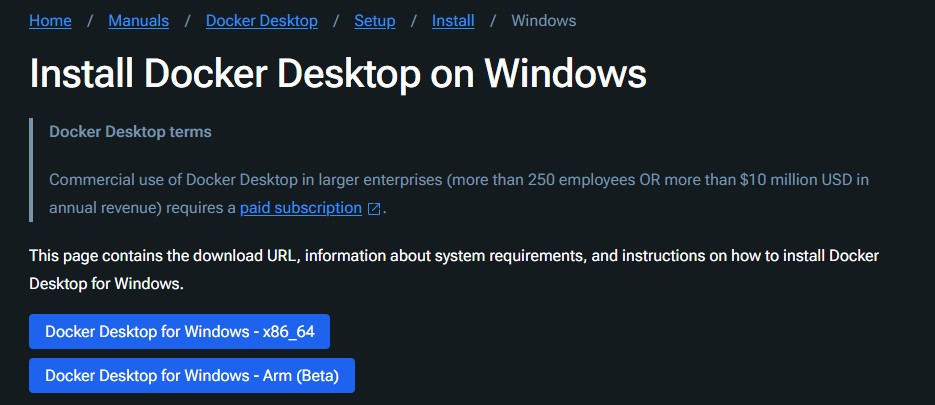 Home / Manuals / Docker Desktop / Setup / Install / Windows
Install Docker Desktop on Windows
Docker Desktop terms
Commercial use of Docker Desktop in larger enterprises (more than 250 employees OR more than $10 million USD in
annual revenue) requires a paid subscription .
This page contains the download URL, information about system requirements, and instructions on how to install Docker
Desktop for Windows.
Docker Desktop for Windows - x86_64
Docker Desktop for Windows - Arm (Beta)